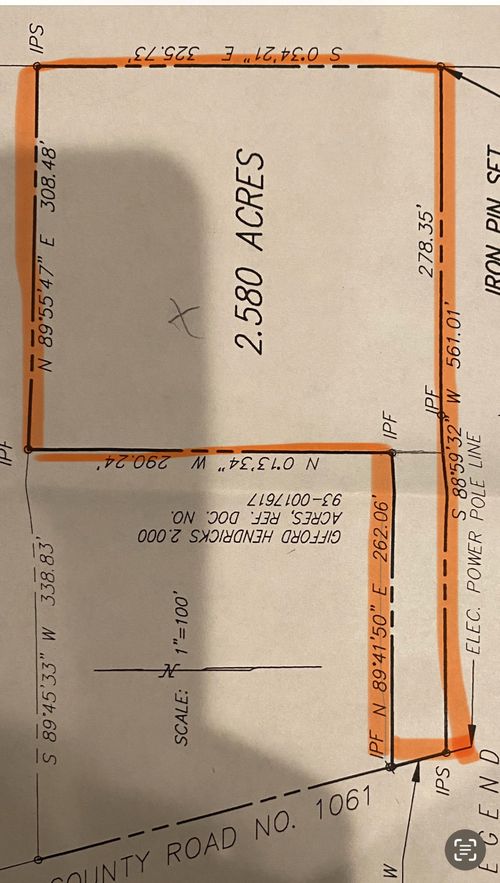 IPS
S 0°34'21" E 325.73'
N 89°55'47" E 308.48'
2.580 ACRES
278.35'
IRON PIN SET
IPF
S 88°59'32" W 561.01'
IPF
IPF
N 0°13'34" W 290.24'
GIFFORD HENDRICKS 2.000
ACRES, REF. DOC. NO.
93-0017617
N 89°41'50" E 262.06'
IPF
ELEC. POWER POLE LINE
S 89°45'33" W 338.83'
N
SCALE: 1"=100'
IPS
COUNTY ROAD NO. 1061
W
EGEND